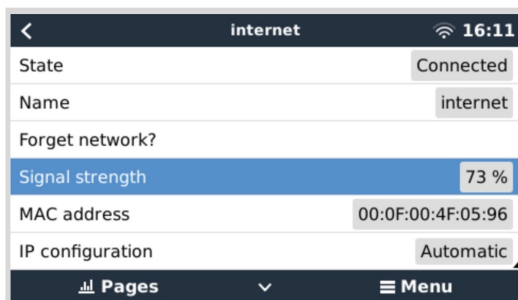 internet 16:11
State Connected
Name internet
Forget network?
Signal strength 73 %
MAC address 00:0F:00:4F:05:96
IP configuration Automatic
Pages Menu